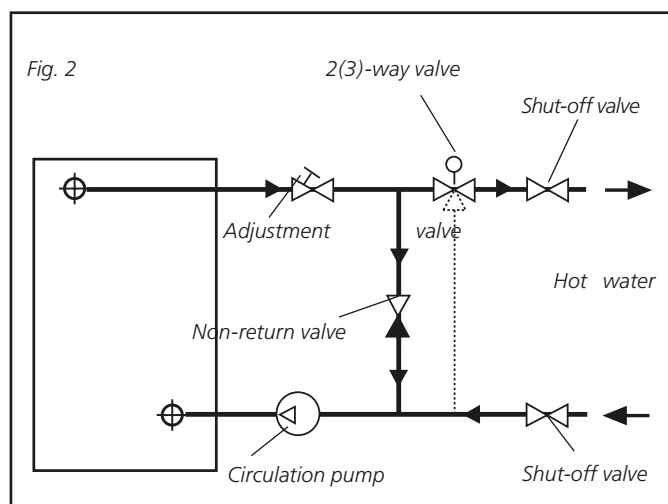 Fig. 2
2(3)-way valve
Shut-off valve
Adjustment valve
Hot water
Non-return valve
Circulation pump
Shut-off valve